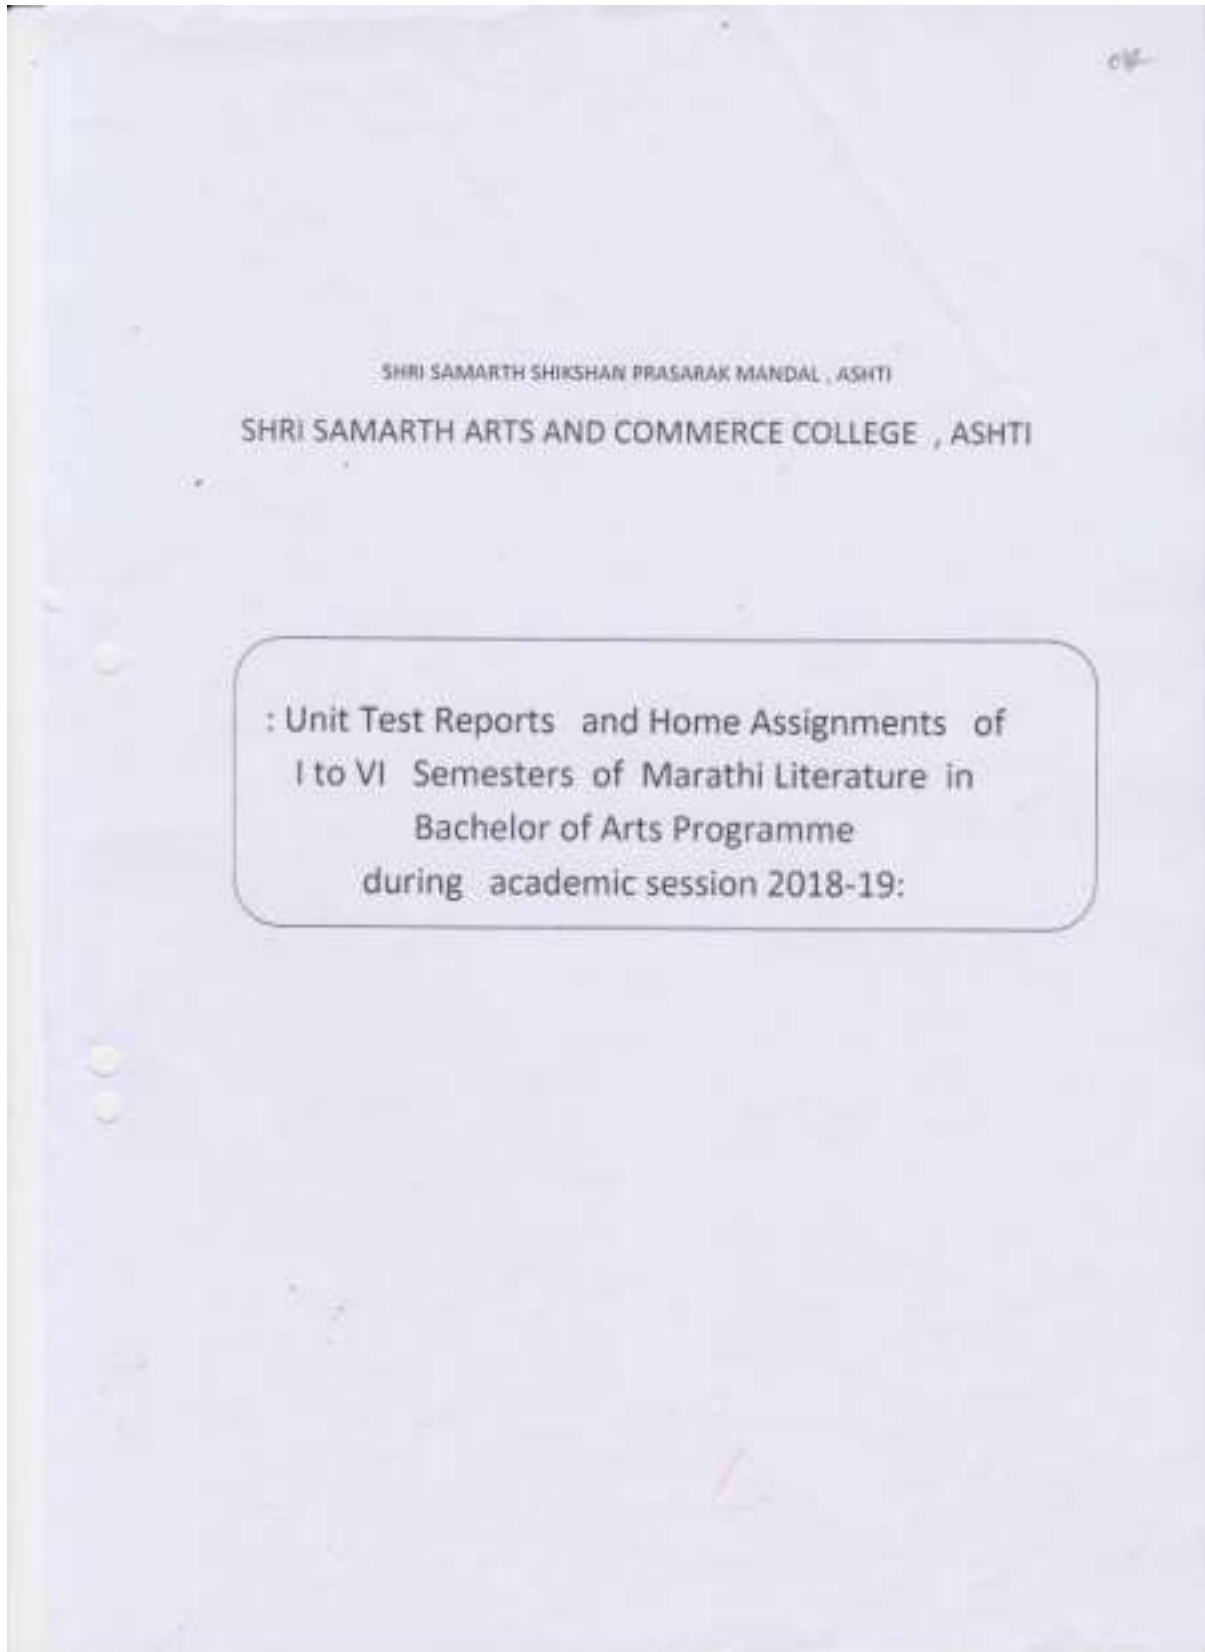 SHRI SAMARTH SHIKSHAN PRASARAK MANDAL , ASHTI
SHRI SAMARTH ARTS AND COMMERCE COLLEGE , ASHTI
: Unit Test Reports and Home Assignments of
I to VI Semesters of Marathi Literature in
Bachelor of Arts Programme
during academic session 2018-19: